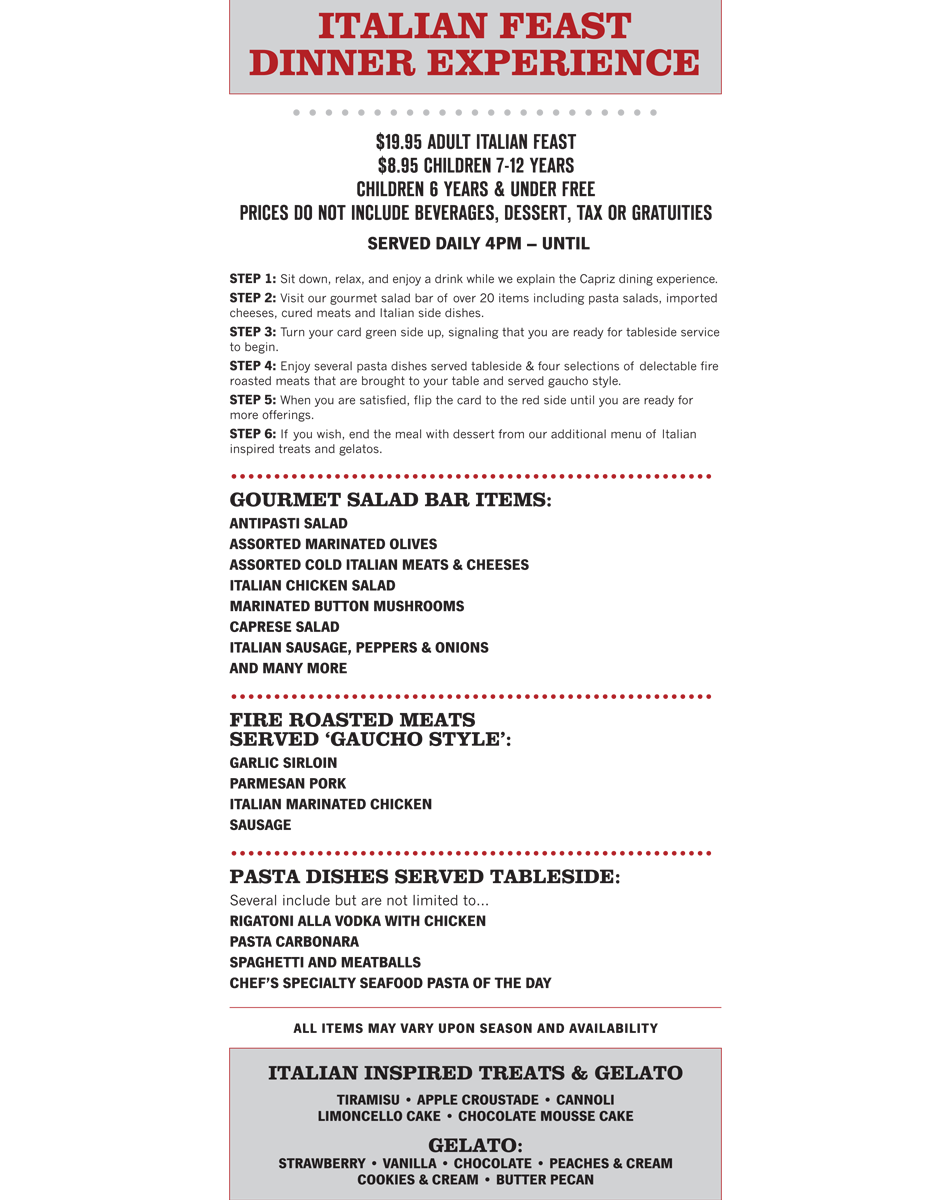 ITALIAN FEAST
DINNER EXPERIENCE
$19.95 ADULT ITALIAN FEAST
$8.95 CHILDREN 7-12 YEARS
CHILDREN 6 YEARS & UNDER FREE
PRICES DO NOT INCLUDE BEVERAGES, DESSERT, TAX OR GRATUITIES
SERVED DAILY 4PM – UNTIL
STEP 1: Sit down, relax, and enjoy a drink while we explain the Capriz dining experience.
STEP 2: Visit our gourmet salad bar of over 20 items including pasta salads, imported
cheeses, cured meats and Italian side dishes.
STEP 3: Turn your card green side up, signaling that you are ready for tableside service
to begin.
STEP 4: Enjoy several pasta dishes served tableside & four selections of delectable fire
roasted meats that are brought to your table and served gaucho style.
STEP 5: When you are satisfied, flip the card to the red side until you are ready for
more offerings.
STEP 6: If you wish, end the meal with dessert from our additional menu of Italian
inspired treats and gelatos.
GOURMET SALAD BAR ITEMS:
ANTIPASTI SALAD
ASSORTED MARINATED OLIVES
ASSORTED COLD ITALIAN MEATS & CHEESES
ITALIAN CHICKEN SALAD
MARINATED BUTTON MUSHROOMS
CAPRESE SALAD
ITALIAN SAUSAGE, PEPPERS & ONIONS
AND MANY MORE
FIRE ROASTED MEATS
SERVED ‘GAUCHO STYLE’:
GARLIC SIRLOIN
PARMESAN PORK
ITALIAN MARINATED CHICKEN
SAUSAGE
PASTA DISHES SERVED TABLESIDE:
Several include but are not limited to...
RIGATONI ALLA VODKA WITH CHICKEN
PASTA CARBONARA
SPAGHETTI AND MEATBALLS
CHEF’S SPECIALTY SEAFOOD PASTA OF THE DAY
ALL ITEMS MAY VARY UPON SEASON AND AVAILABILITY
ITALIAN INSPIRED TREATS & GELATO
TIRAMISU • APPLE CROUSTADE • CANNOLI
LIMONCELLO CAKE • CHOCOLATE MOUSSE CAKE
GELATO:
STRAWBERRY • VANILLA • CHOCOLATE • PEACHES & CREAM
COOKIES & CREAM • BUTTER PECAN